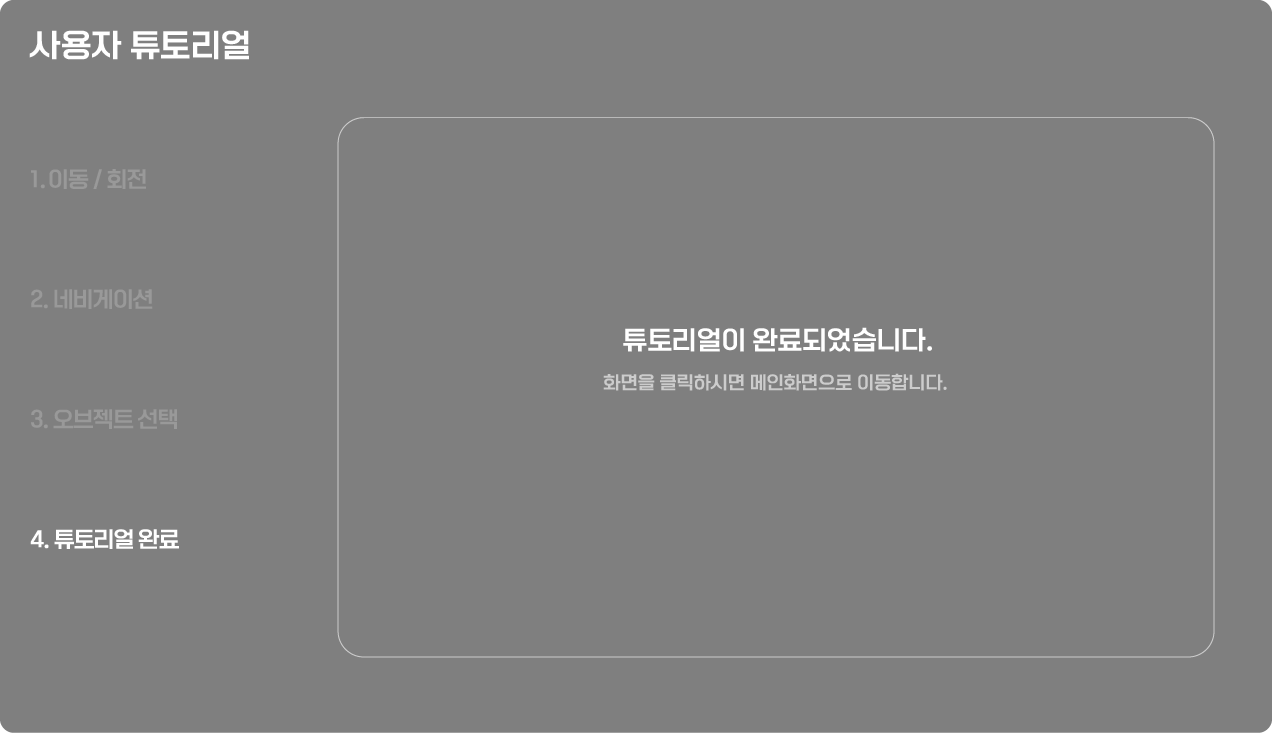 사용자 튜토리얼
1. 이동 / 회전
2. 네비게이션
3. 오브젝트 선택
4. 튜토리얼 완료
튜토리얼이 완료되었습니다.
화면을 클릭하시면 메인화면으로 이동합니다.